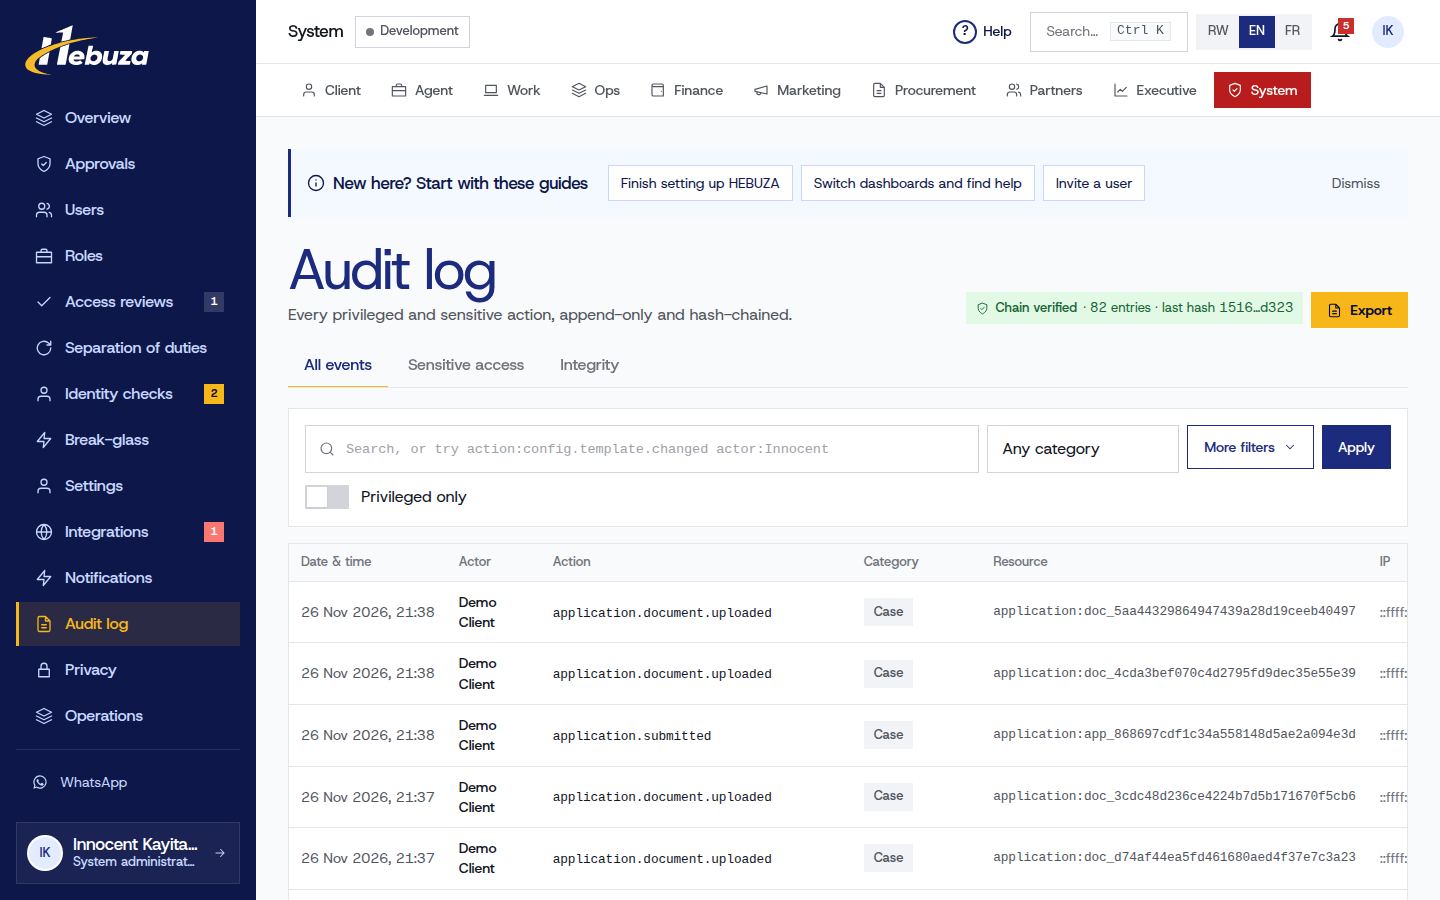 Hebuza
Overview
Approvals
Users
Roles
Access reviews 1
Separation of duties
Identity checks 2
Break-glass
Settings
Integrations 1
Notifications
Audit log
Privacy
Operations
WhatsApp
IK
Innocent Kayita...
System administrat...
System
Development
? Help
Search... Ctrl K
RW EN FR
5
IK
Client Agent Work Ops Finance Marketing Procurement Partners Executive System
New here? Start with these guides
Finish setting up HEBUZA
Switch dashboards and find help
Invite a user
Dismiss
Audit log
Every privileged and sensitive action, append-only and hash-chained.
Chain verified · 82 entries · last hash 1516...d323
Export
All events Sensitive access Integrity
Search, or try action:config.template.changed actor:Innocent
Any category
More filters
Apply
Privileged only
Date & time Actor Action Category Resource IP
26 Nov 2026, 21:38 Demo Client application.document.uploaded Case application:doc_5aa44329864947439a28d19ceeb40497 ::ffff:
26 Nov 2026, 21:38 Demo Client application.document.uploaded Case application:doc_4cda3bef070c4d2795fd9dec35e55e39 ::ffff:
26 Nov 2026, 21:38 Demo Client application.submitted Case application:app_868697cdf1c34a558148d5ae2a094e3d ::ffff:
26 Nov 2026, 21:37 Demo Client application.document.uploaded Case application:doc_3cdc48d236ce4224b7d5b171670f5cb6 ::ffff:
26 Nov 2026, 21:37 Demo Client application.document.uploaded Case application:doc_d74af44ea5fd461680aed4f37e7c3a23 ::ffff: